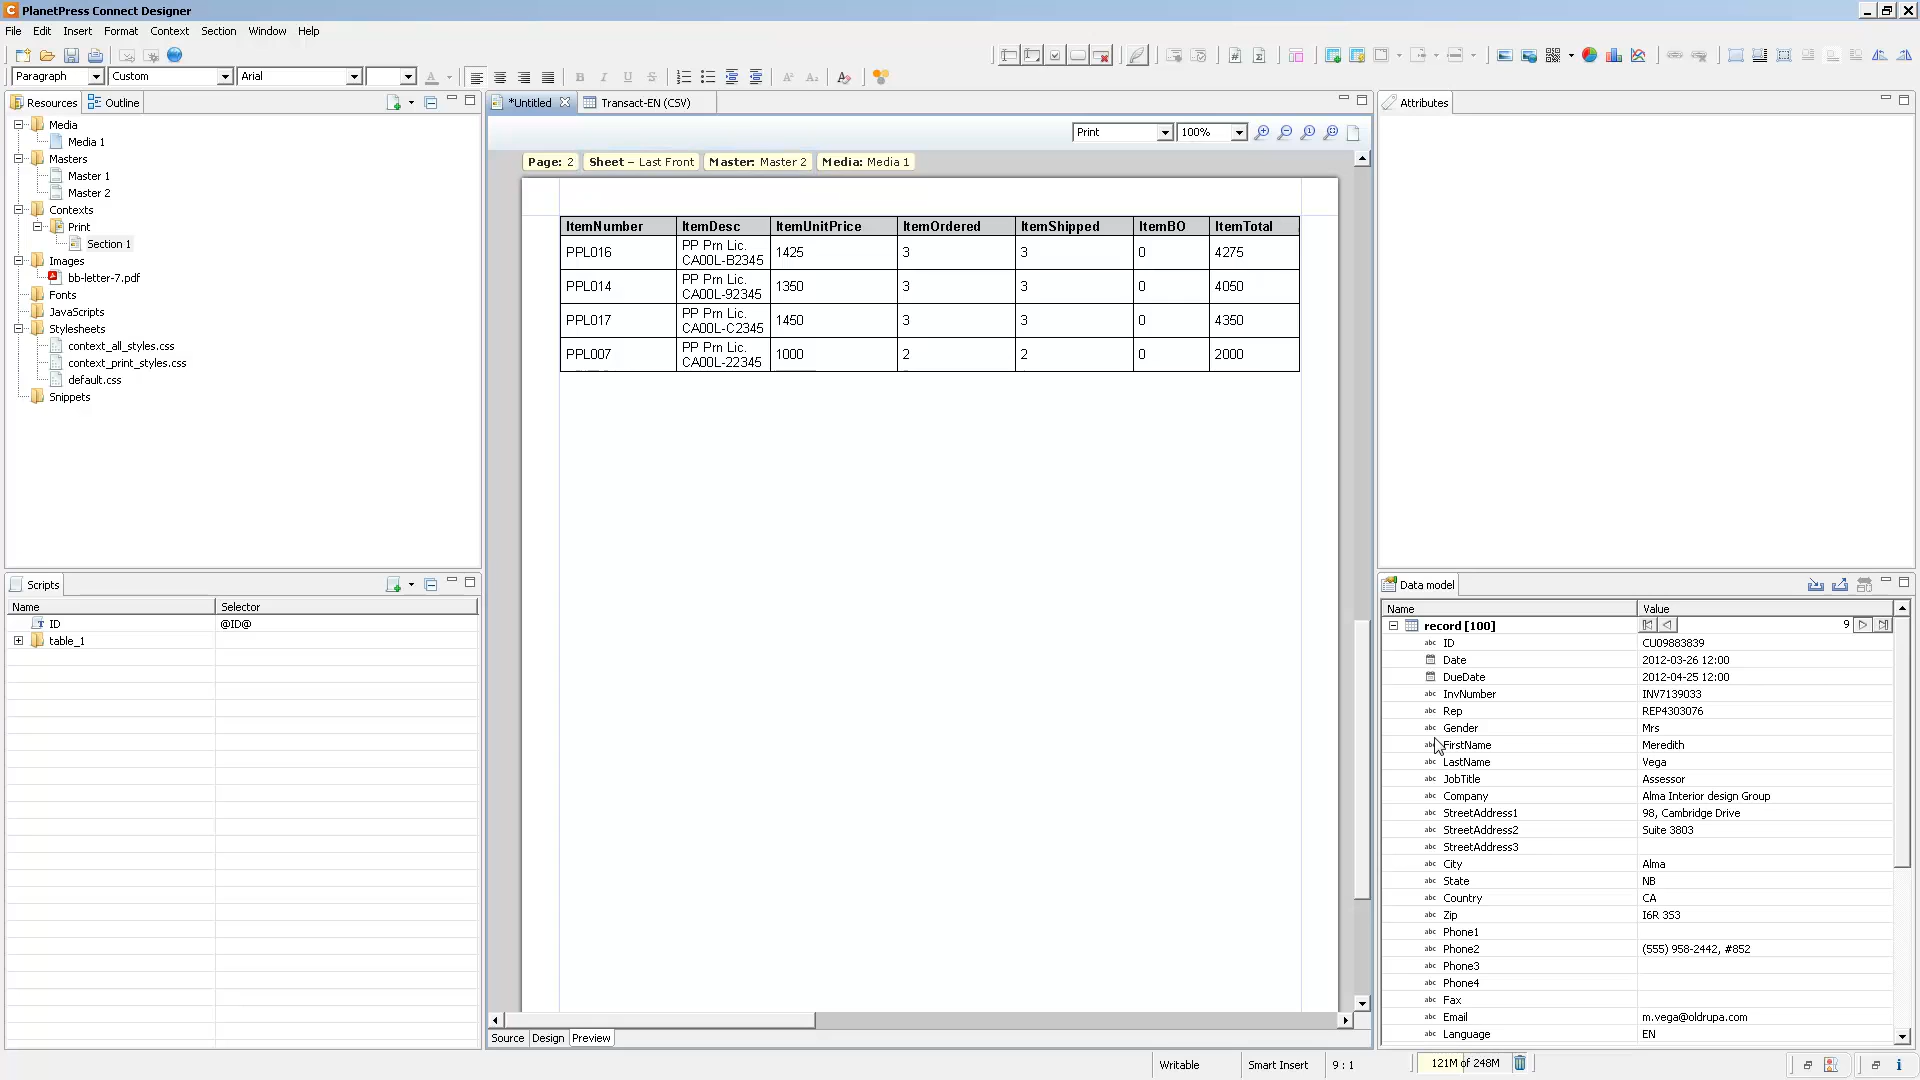 PlanetPress Connect Designer
File Edit Insert Format Context Section Window Help
Paragraph Custom Arial
Resources Outline
Media
Media 1
Masters
Master 1
Master 2
Contexts
Print
Section 1
Images
bb-letter-7.pdf
Fonts
JavaScripts
Stylesheets
context_all_styles.css
context_print_styles.css
default.css
Snippets
Scripts
Name Selector
ID @ID@
table_1
*Untitled Transact-EN (CSV)
Print 100%
Page: 2 Sheet – Last Front Master: Master 2 Media: Media 1
ItemNumber ItemDesc ItemUnitPrice ItemOrdered ItemShipped ItemBO ItemTotal
PPL016 PP Prn Lic. CA00L-B2345 1425 3 3 0 4275
PPL014 PP Prn Lic. CA00L-92345 1350 3 3 0 4050
PPL017 PP Prn Lic. CA00L-C2345 1450 3 3 0 4350
PPL007 PP Prn Lic. CA00L-22345 1000 2 2 0 2000
Source Design Preview
Attributes
Data model
Name Value
record [100] 9
ID CU09883839
Date 2012-03-26 12:00
DueDate 2012-04-25 12:00
InvNumber INV7139033
Rep REP4303076
Gender Mrs
FirstName Meredith
LastName Vega
JobTitle Assessor
Company Alma Interior design Group
StreetAddress1 98, Cambridge Drive
StreetAddress2 Suite 3803
StreetAddress3
City Alma
State NB
Country CA
Zip I6R 3S3
Phone1
Phone2 (555) 958-2442, #852
Phone3
Phone4
Fax
Email m.vega@oldrupa.com
Language EN
Writable Smart Insert 9 : 1 121M of 248M